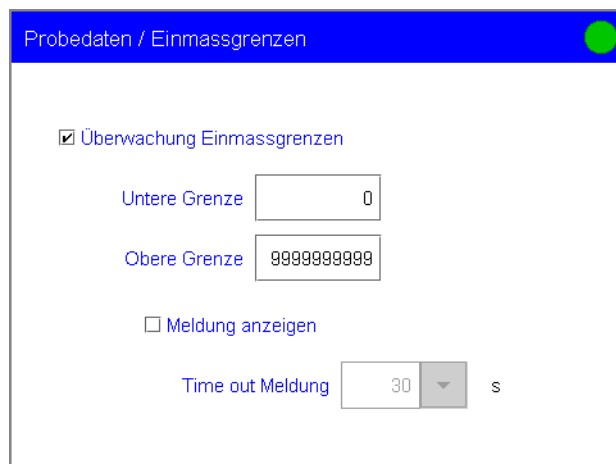 Probedaten / Einmassgrenzen
Überwachung Einmassgrenzen
Untere Grenze 0
Obere Grenze 9999999999
Meldung anzeigen
Time out Meldung 30 s